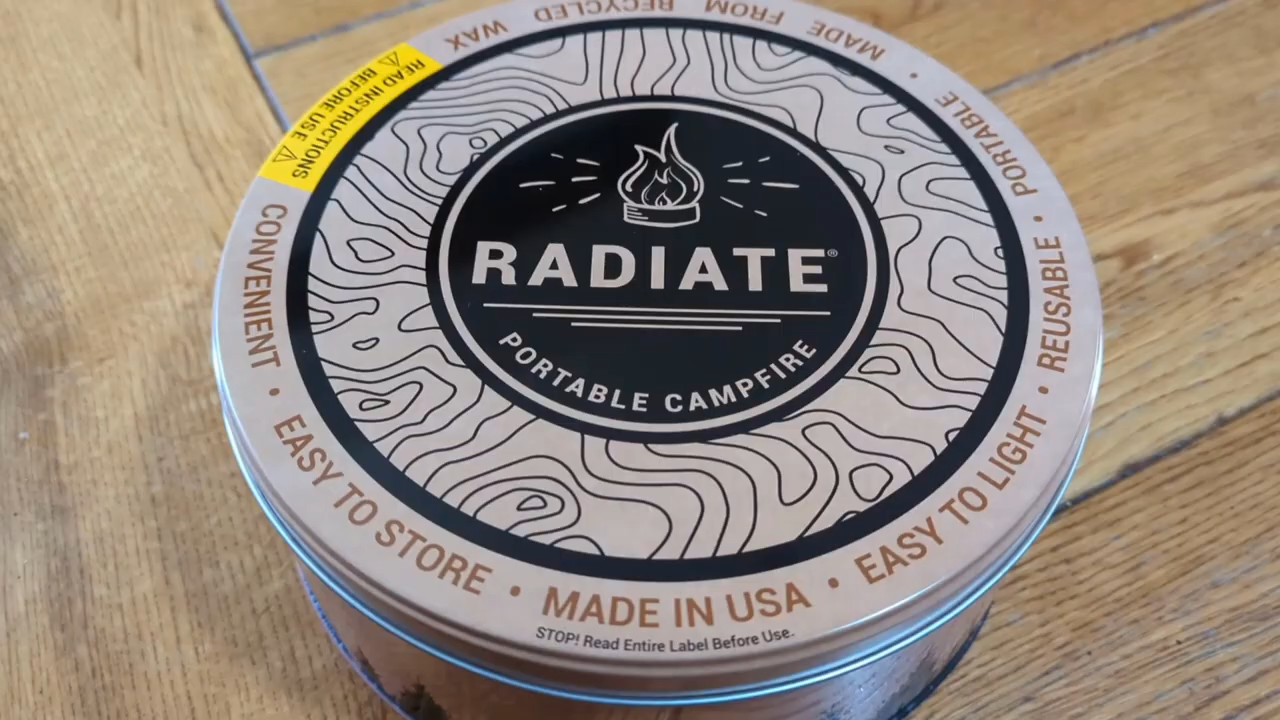 RADIATE®
PORTABLE CAMPFIRE
READ INSTRUCTIONS
BEFORE USE
MADE FROM RECYCLED WAX
• PORTABLE • REUSABLE • EASY TO LIGHT • MADE IN USA • EASY TO STORE • CONVENIENT
STOP! Read Entire Label Before Use.